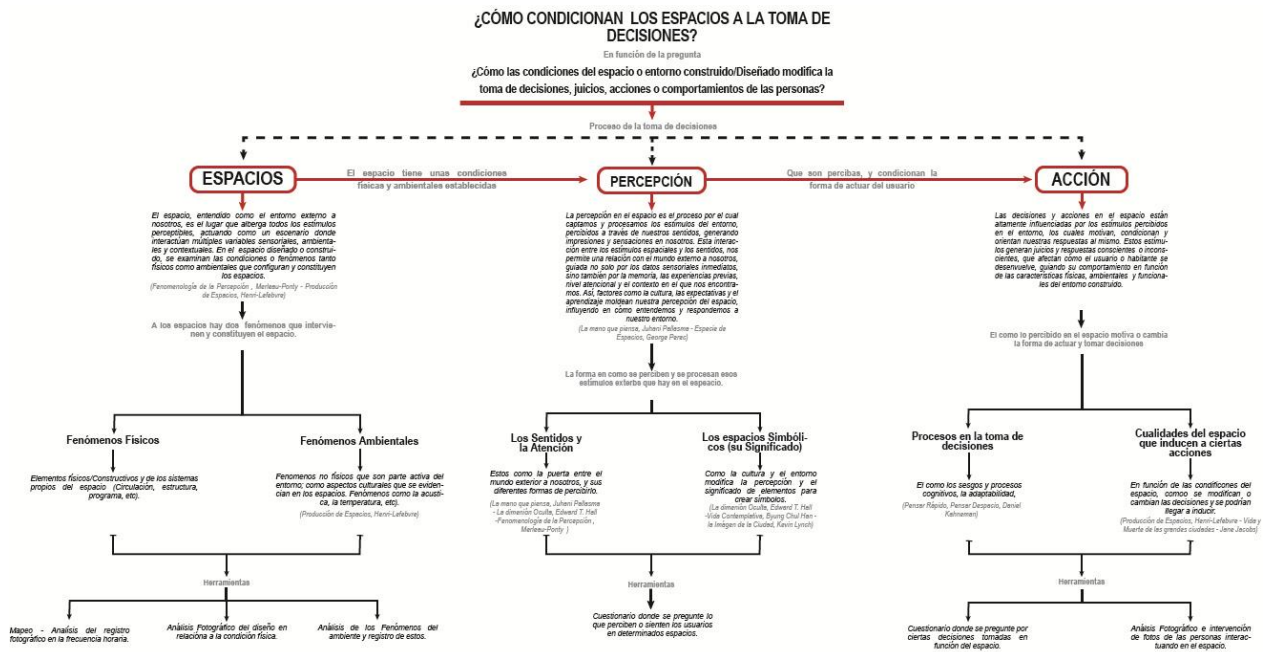 ¿CÓMO CONDICIONAN LOS ESPACIOS A LA TOMA DE
DECISIONES?
En función de la pregunta
¿Cómo las condiciones del espacio o entorno construido/Diseñado modifica la
toma de decisiones, juicios, acciones o comportamientos de las personas?
Proceso de la toma de decisiones
ESPACIOS
El espacio tiene unas condiciones
físicas y ambientales establecidas
PERCEPCIÓN
Que son percibas, y condicionan la
forma de actuar del usuario
ACCIÓN
El espacio, entendido como el entorno externo a
nosotros, es el lugar que alberga todos los estímulos
perceptibles, actuando como un escenario donde
interactúan múltiples variables sensoriales, ambienta-
les y contextuales. En el espacio diseñado o construi-
do, se examinan las condiciones o fenómenos tanto
físicos como ambientales que configuran y constituyen
los espacios.
(Fenomenología de la Percepción , Merleau-Ponty - Producción
de Espacios, Henri-Lefebvre)
A los espacios hay dos fenómenos que intervie-
nen y constituyen el espacio.
La percepción en el espacio es el proceso por el cual
captamos y procesamos los estímulos del entorno,
percibidos a través de nuestros sentidos, generando
impresiones y sensaciones en nosotros. Esta interac-
ción entre los estímulos espaciales y los sentidos, nos
permite una relación con el mundo exterior a nosotros,
guiada no solo por los datos sensoriales inmediatos,
sino también por la memoria, las experiencias previas,
nivel atencional y el contexto en el que nos encontra-
mos. Así, factores como la cultura, las expectativas y el
aprendizaje moldean nuestra percepción del espacio,
influyendo en cómo entendemos y respondemos a
nuestro entorno.
(La mano que piensa, Juhani Pallasma - Especie de
Espacios, George Perec)
La forma en como se perciben y se procesan esos
estímulos exterbs que hay en el espeacio.
Las decisiones y acciones en el espacio están
altamente influenciadas por los estímulos percibidos
en el entorno, los cuales motivan, condicionan y
orientan nuestras respuestas al mismo. Estos estímu-
los generan juicios y respuestas conscientes o incons-
cientes, que afectan cómo el usuario o habitante se
desenvuelve, guiando su comportamiento en función
de las características físicas, ambientales y funciona-
les del entorno construido.
El como lo percibido en el espacio motiva o cambia
la forma de actuar y tomar decisiones
Fenómenos Físicos
Elementos físicos/Constructivos y de los sistemas
propios del espacio (Circulación, estructura,
programa, etc).
Fenómenos Ambientales
Fenomenos no físicos que son parte activa del
entorno; como aspectos culturales que se eviden-
cian en los espacios. Fenómenos como la acusti-
ca, la temperatura, etc).
(Producción de Espacios, Henri-Lefebvre)
Los Sentidos y
la Atención
Estos como la puerta entre el
mundo exterior a nosotros, y sus
diferentes formas de percibirlo.
(La mano que piensa, Juhani Pallasma
- La dimenión Oculta, Edward T. Hall
-Fenomenología de la Percepción ,
Merleau-Ponty )
Los espacios Simbóli-
cos (su Significado)
Como la cultura y el entorno
modifica la percepción y el
significado de elementos para
crear símbolos.
(La dimenión Oculta, Edward T. Hall
-Vida Contemplativa, Byung Chul Han -
la Imágen de la Ciudad, Kevin Lynch)
Procesos en la toma de
decisiones
El como los sesgos y procesos
cognitivos, la adaptabilidad,
(Pensar Rápido, Pensar Despacio, Daniel
Kahneman)
Cualidades del espacio
que inducen a ciertas
acciones
En función de las condificones del
espacio, comoo se modifican o
cambian las decisiones y se podrían
llegar a inducir.
(Producción de Espacios, Henri-Lefebvre - Vida y
Muerte de las grandes ciudades - Jane Jacobs)
Herramientas
Mapeo - Analísis del registro
fotográfico en la frecuencia horaria.
Anàlisis Fotográfico del diseño en
relacióna a la condición física.
Anàlisis de los Fenómenos del
ambiente y registro de estos.
Herramientas
Cuestionario donde se pregunte lo
que perciben o sienten los usuarios
en determinados espacios.
Herramientas
Cuestionario donde se pregunte por
ciertas decisiones tomadas en
función del espacio.
Anàlisis Fotográfico e intervención
de fotos de las personas interac-
tuando en el espacio.